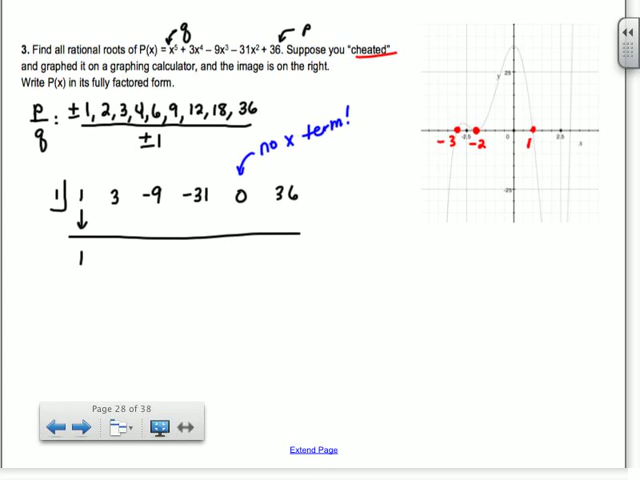 q
P
3. Find all rational roots of P(x) = x⁵ + 3x⁴ – 9x³ – 31x² + 36. Suppose you "cheated"
and graphed it on a graphing calculator, and the image is on the right.
Write P(x) in its fully factored form.
P/q : ±1, 2, 3, 4, 6, 9, 12, 18, 36
±1
no x term!
1 1 3 -9 -31 0 36
1
y
25
-3 -2 1
-2.5 0 2.5 x
-25
Page 28 of 38
Extend Page